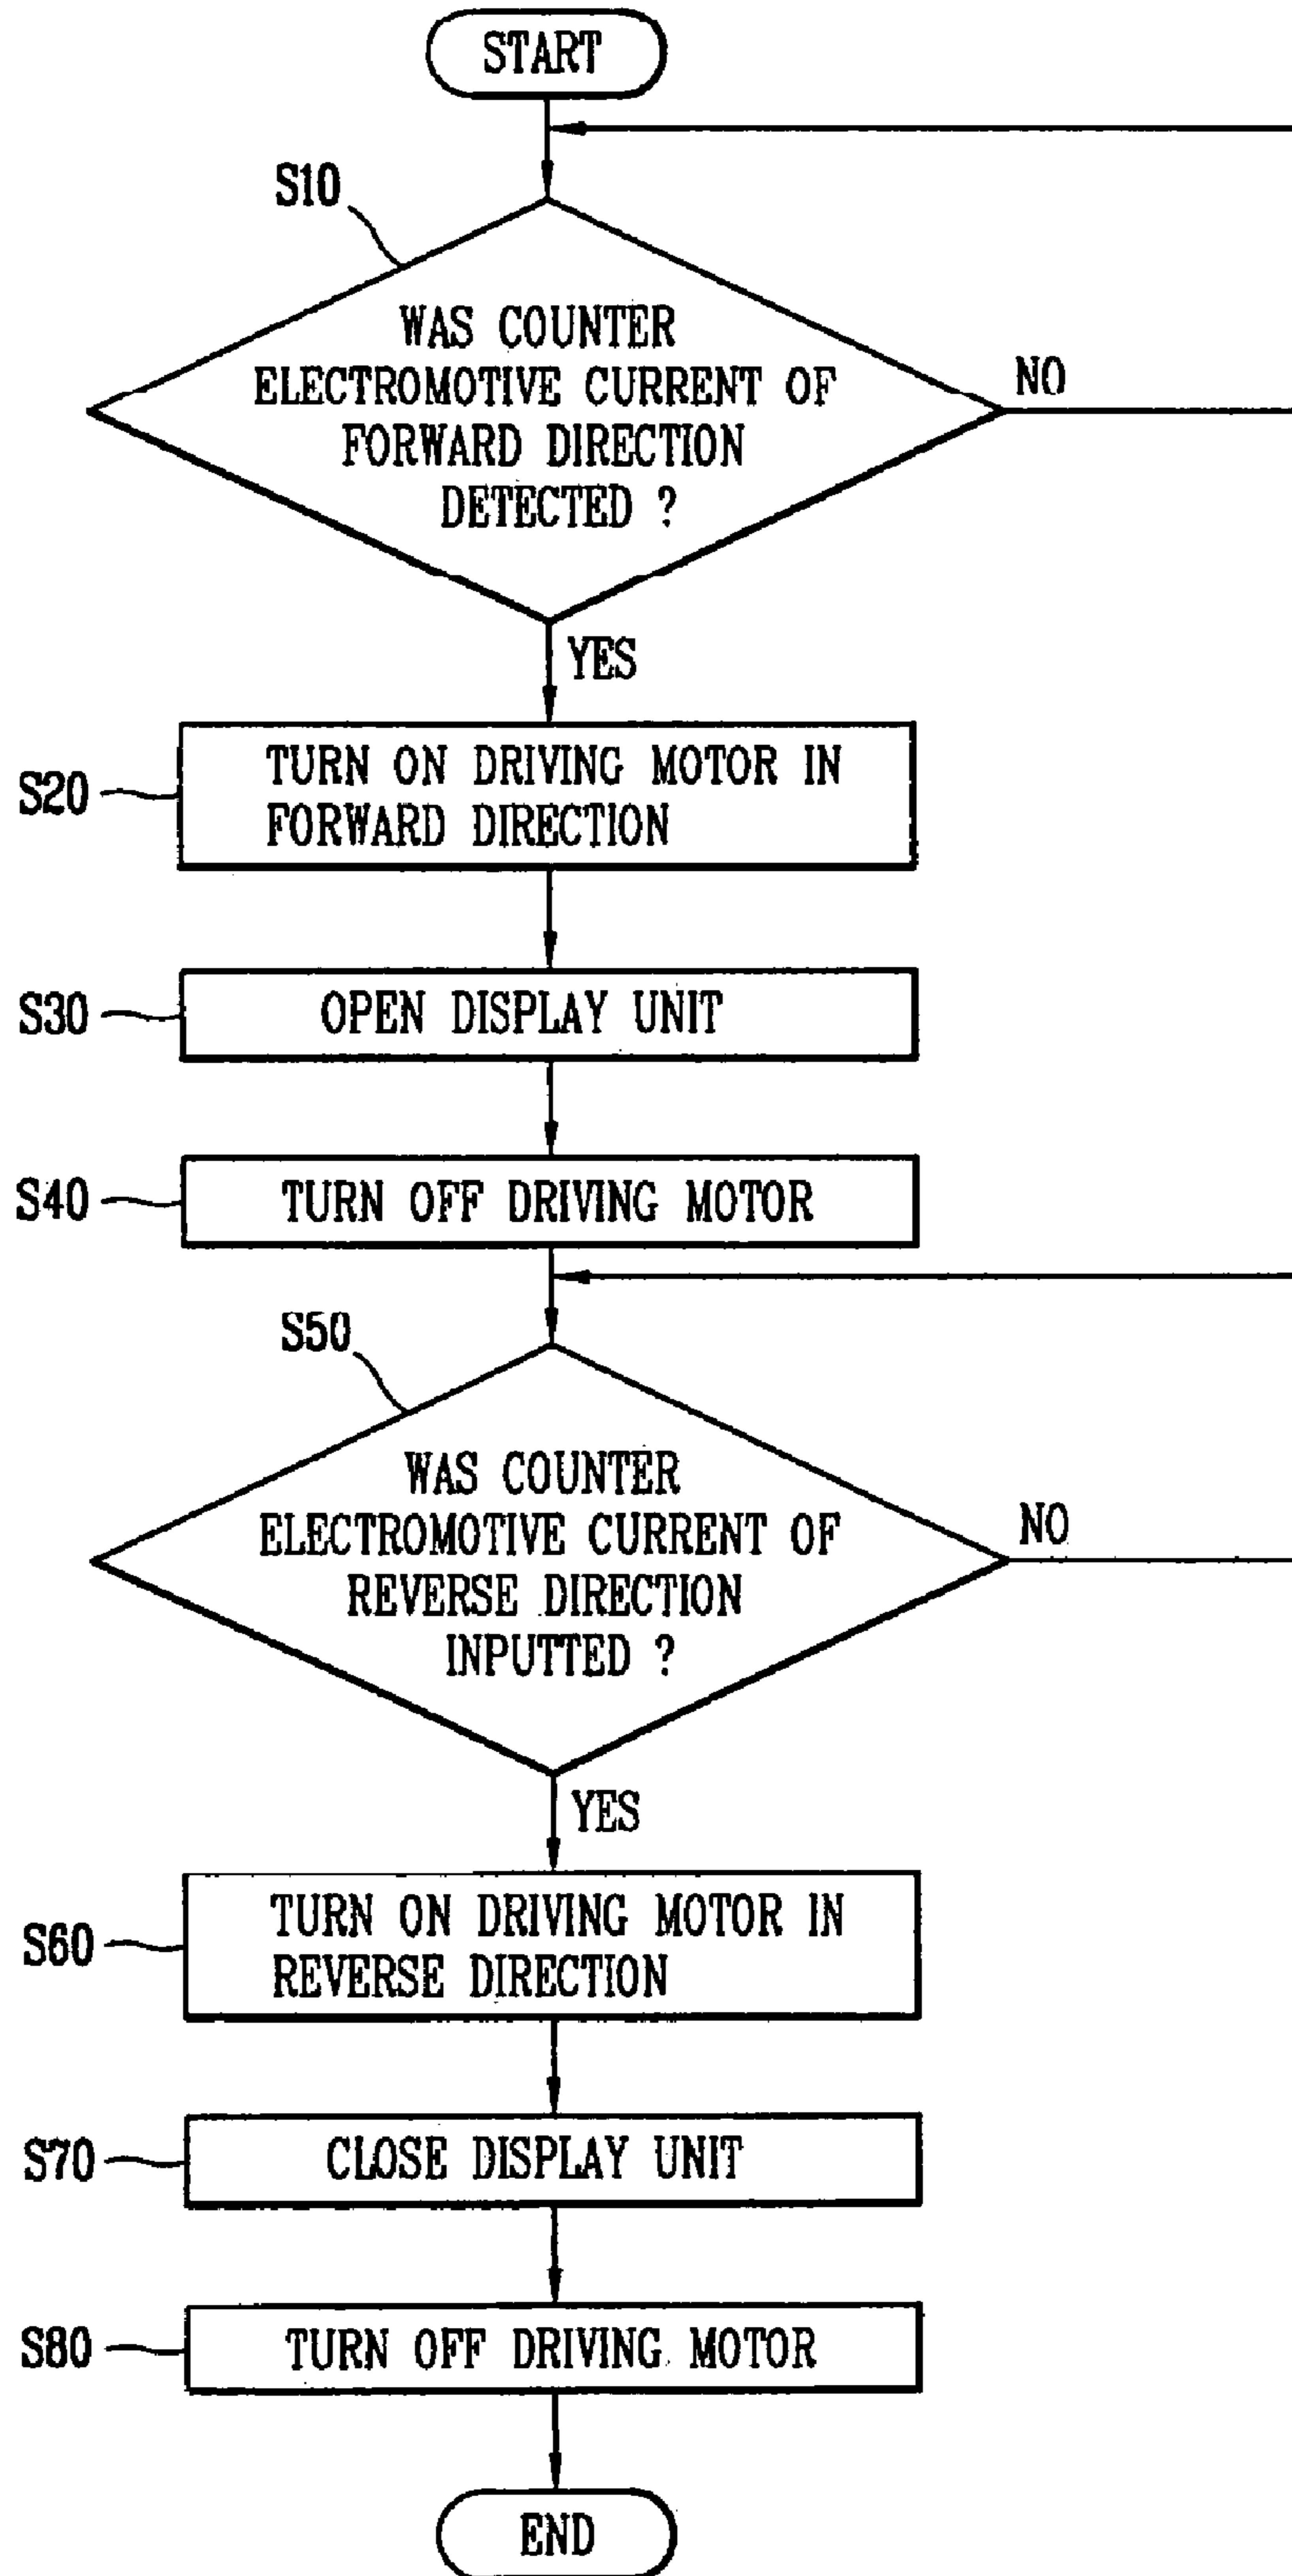 START
S10
WAS COUNTER
ELECTROMOTIVE CURRENT OF
FORWARD DIRECTION
DETECTED ?
NO
YES
S20
TURN ON DRIVING MOTOR IN
FORWARD DIRECTION
S30
OPEN DISPLAY UNIT
S40
TURN OFF DRIVING MOTOR
S50
WAS COUNTER
ELECTROMOTIVE CURRENT OF
REVERSE DIRECTION
INPUTTED ?
NO
YES
S60
TURN ON DRIVING MOTOR IN
REVERSE DIRECTION
S70
CLOSE DISPLAY UNIT
S80
TURN OFF DRIVING MOTOR
END